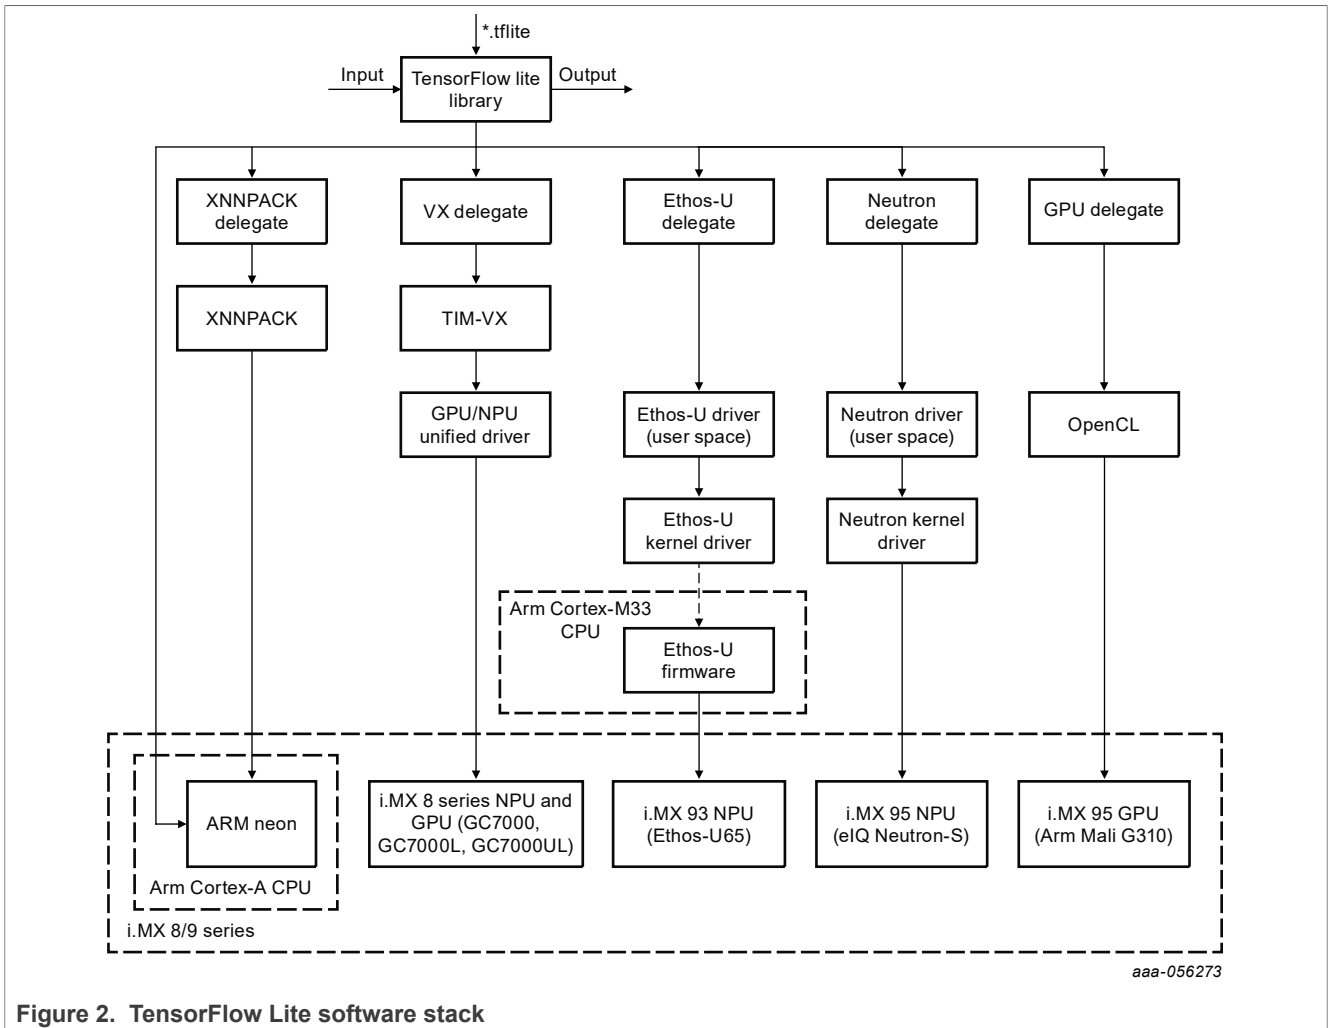 *.tflite
Input
TensorFlow lite
library
Output
XNNPACK
delegate
VX delegate
Ethos-U
delegate
Neutron
delegate
GPU delegate
XNNPACK
TIM-VX
GPU/NPU
unified driver
Ethos-U driver
(user space)
Neutron driver
(user space)
OpenCL
Ethos-U
kernel driver
Neutron kernel
driver
Arm Cortex-M33
CPU
Ethos-U
firmware
ARM neon
i.MX 8 series NPU and
GPU (GC7000,
GC7000L, GC7000UL)
i.MX 93 NPU
(Ethos-U65)
i.MX 95 NPU
(eIQ Neutron-S)
i.MX 95 GPU
(Arm Mali G310)
Arm Cortex-A CPU
i.MX 8/9 series
aaa-056273
Figure 2. TensorFlow Lite software stack